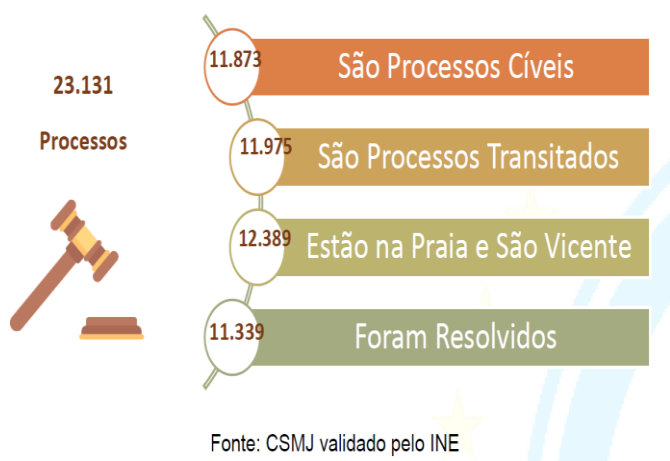 23.131
Processos
11.873
São Processos Cíveis
11.975
São Processos Transitados
12.389
Estão na Praia e São Vicente
11.339
Foram Resolvidos
Fonte: CSMJ validado pelo INE